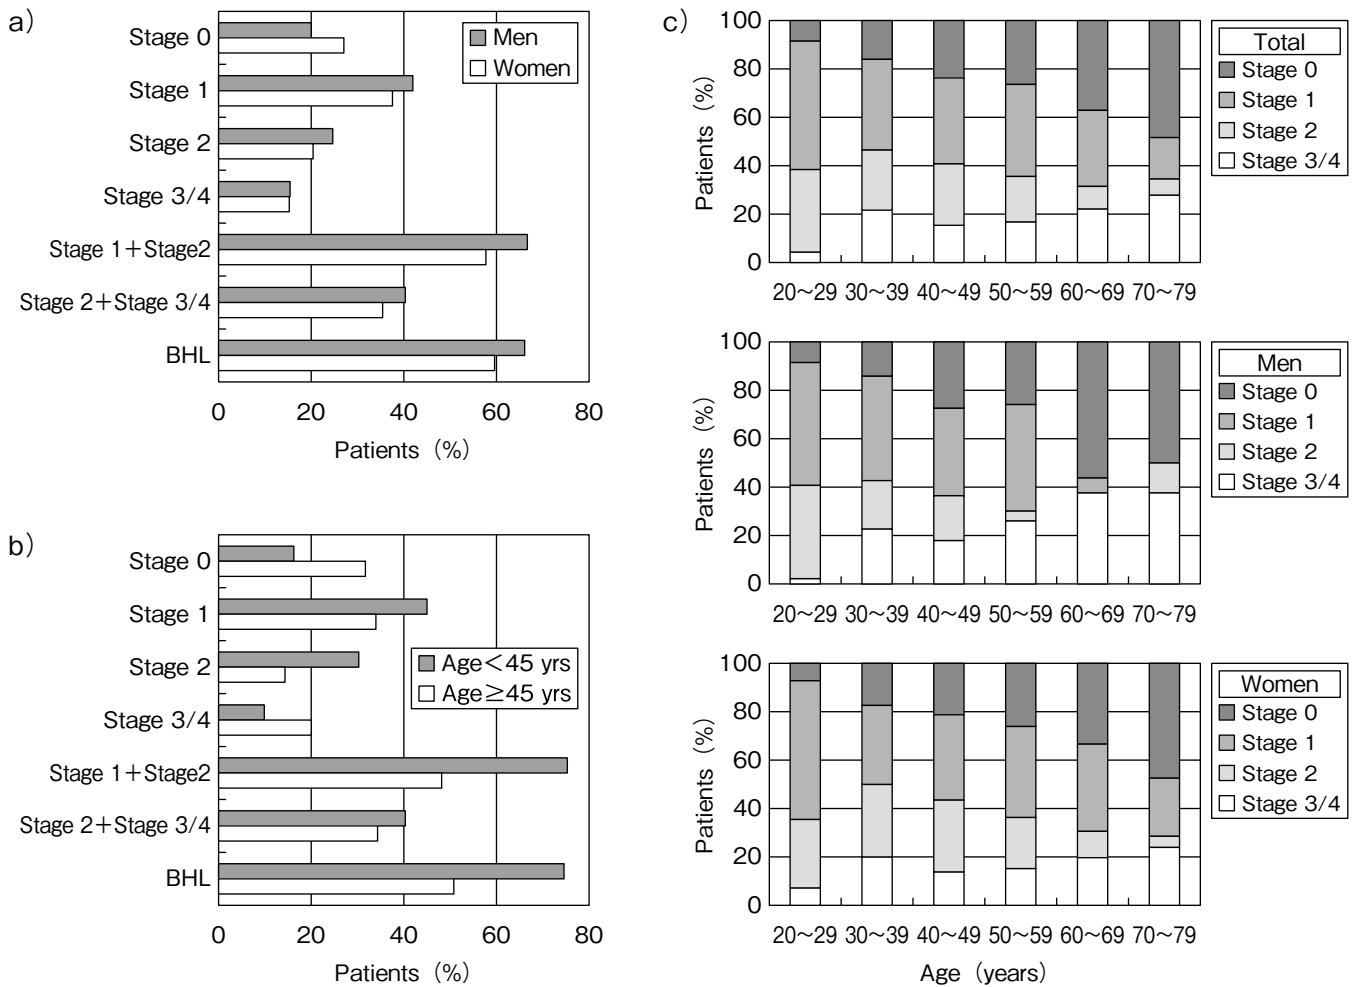 a)
Stage 0
Stage 1
Stage 2
Stage 3/4
Stage 1+Stage2
Stage 2+Stage 3/4
BHL
Men
Women
0 20 40 60 80
Patients (%)
b)
Stage 0
Stage 1
Stage 2
Stage 3/4
Stage 1+Stage2
Stage 2+Stage 3/4
BHL
Age<45 yrs
Age≥45 yrs
0 20 40 60 80
Patients (%)
c)
Patients (%)
100
80
60
40
20
0
20～29 30～39 40～49 50～59 60～69 70～79
Total
Stage 0
Stage 1
Stage 2
Stage 3/4
Patients (%)
100
80
60
40
20
0
20～29 30～39 40～49 50～59 60～69 70～79
Men
Stage 0
Stage 1
Stage 2
Stage 3/4
Patients (%)
100
80
60
40
20
0
20～29 30～39 40～49 50～59 60～69 70～79
Age (years)
Women
Stage 0
Stage 1
Stage 2
Stage 3/4